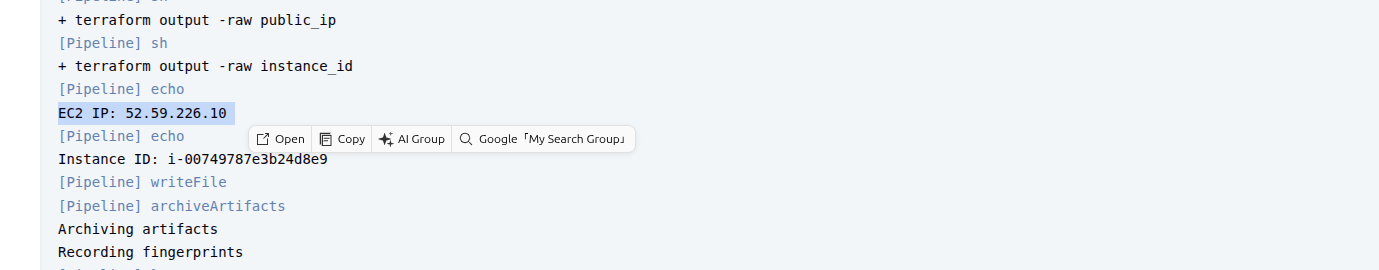 + terraform output -raw public_ip
[Pipeline] sh
+ terraform output -raw instance_id
[Pipeline] echo
EC2 IP: 52.59.226.10
[Pipeline] echo
Open Copy AI Group Google「My Search Group」
Instance ID: i-00749787e3b24d8e9
[Pipeline] writeFile
[Pipeline] archiveArtifacts
Archiving artifacts
Recording fingerprints